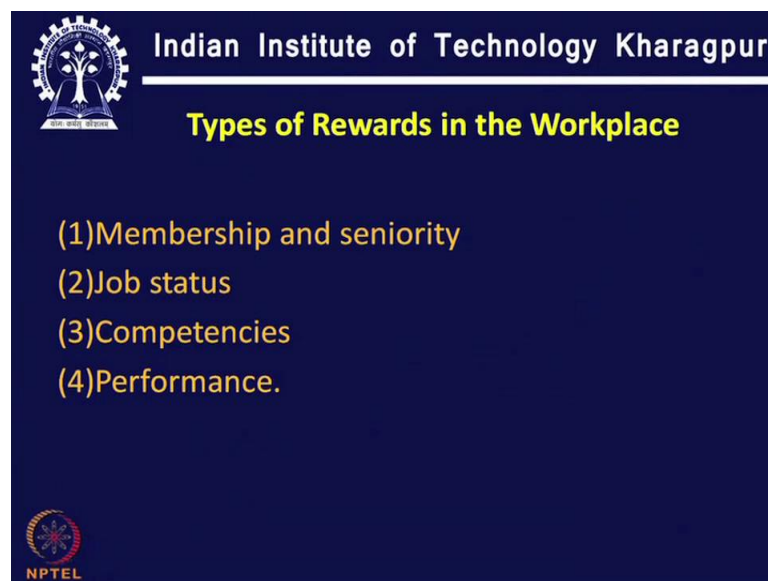 Indian Institute of Technology Kharagpur
Types of Rewards in the Workplace
(1)Membership and seniority
(2)Job status
(3)Competencies
(4)Performance.
NPTEL